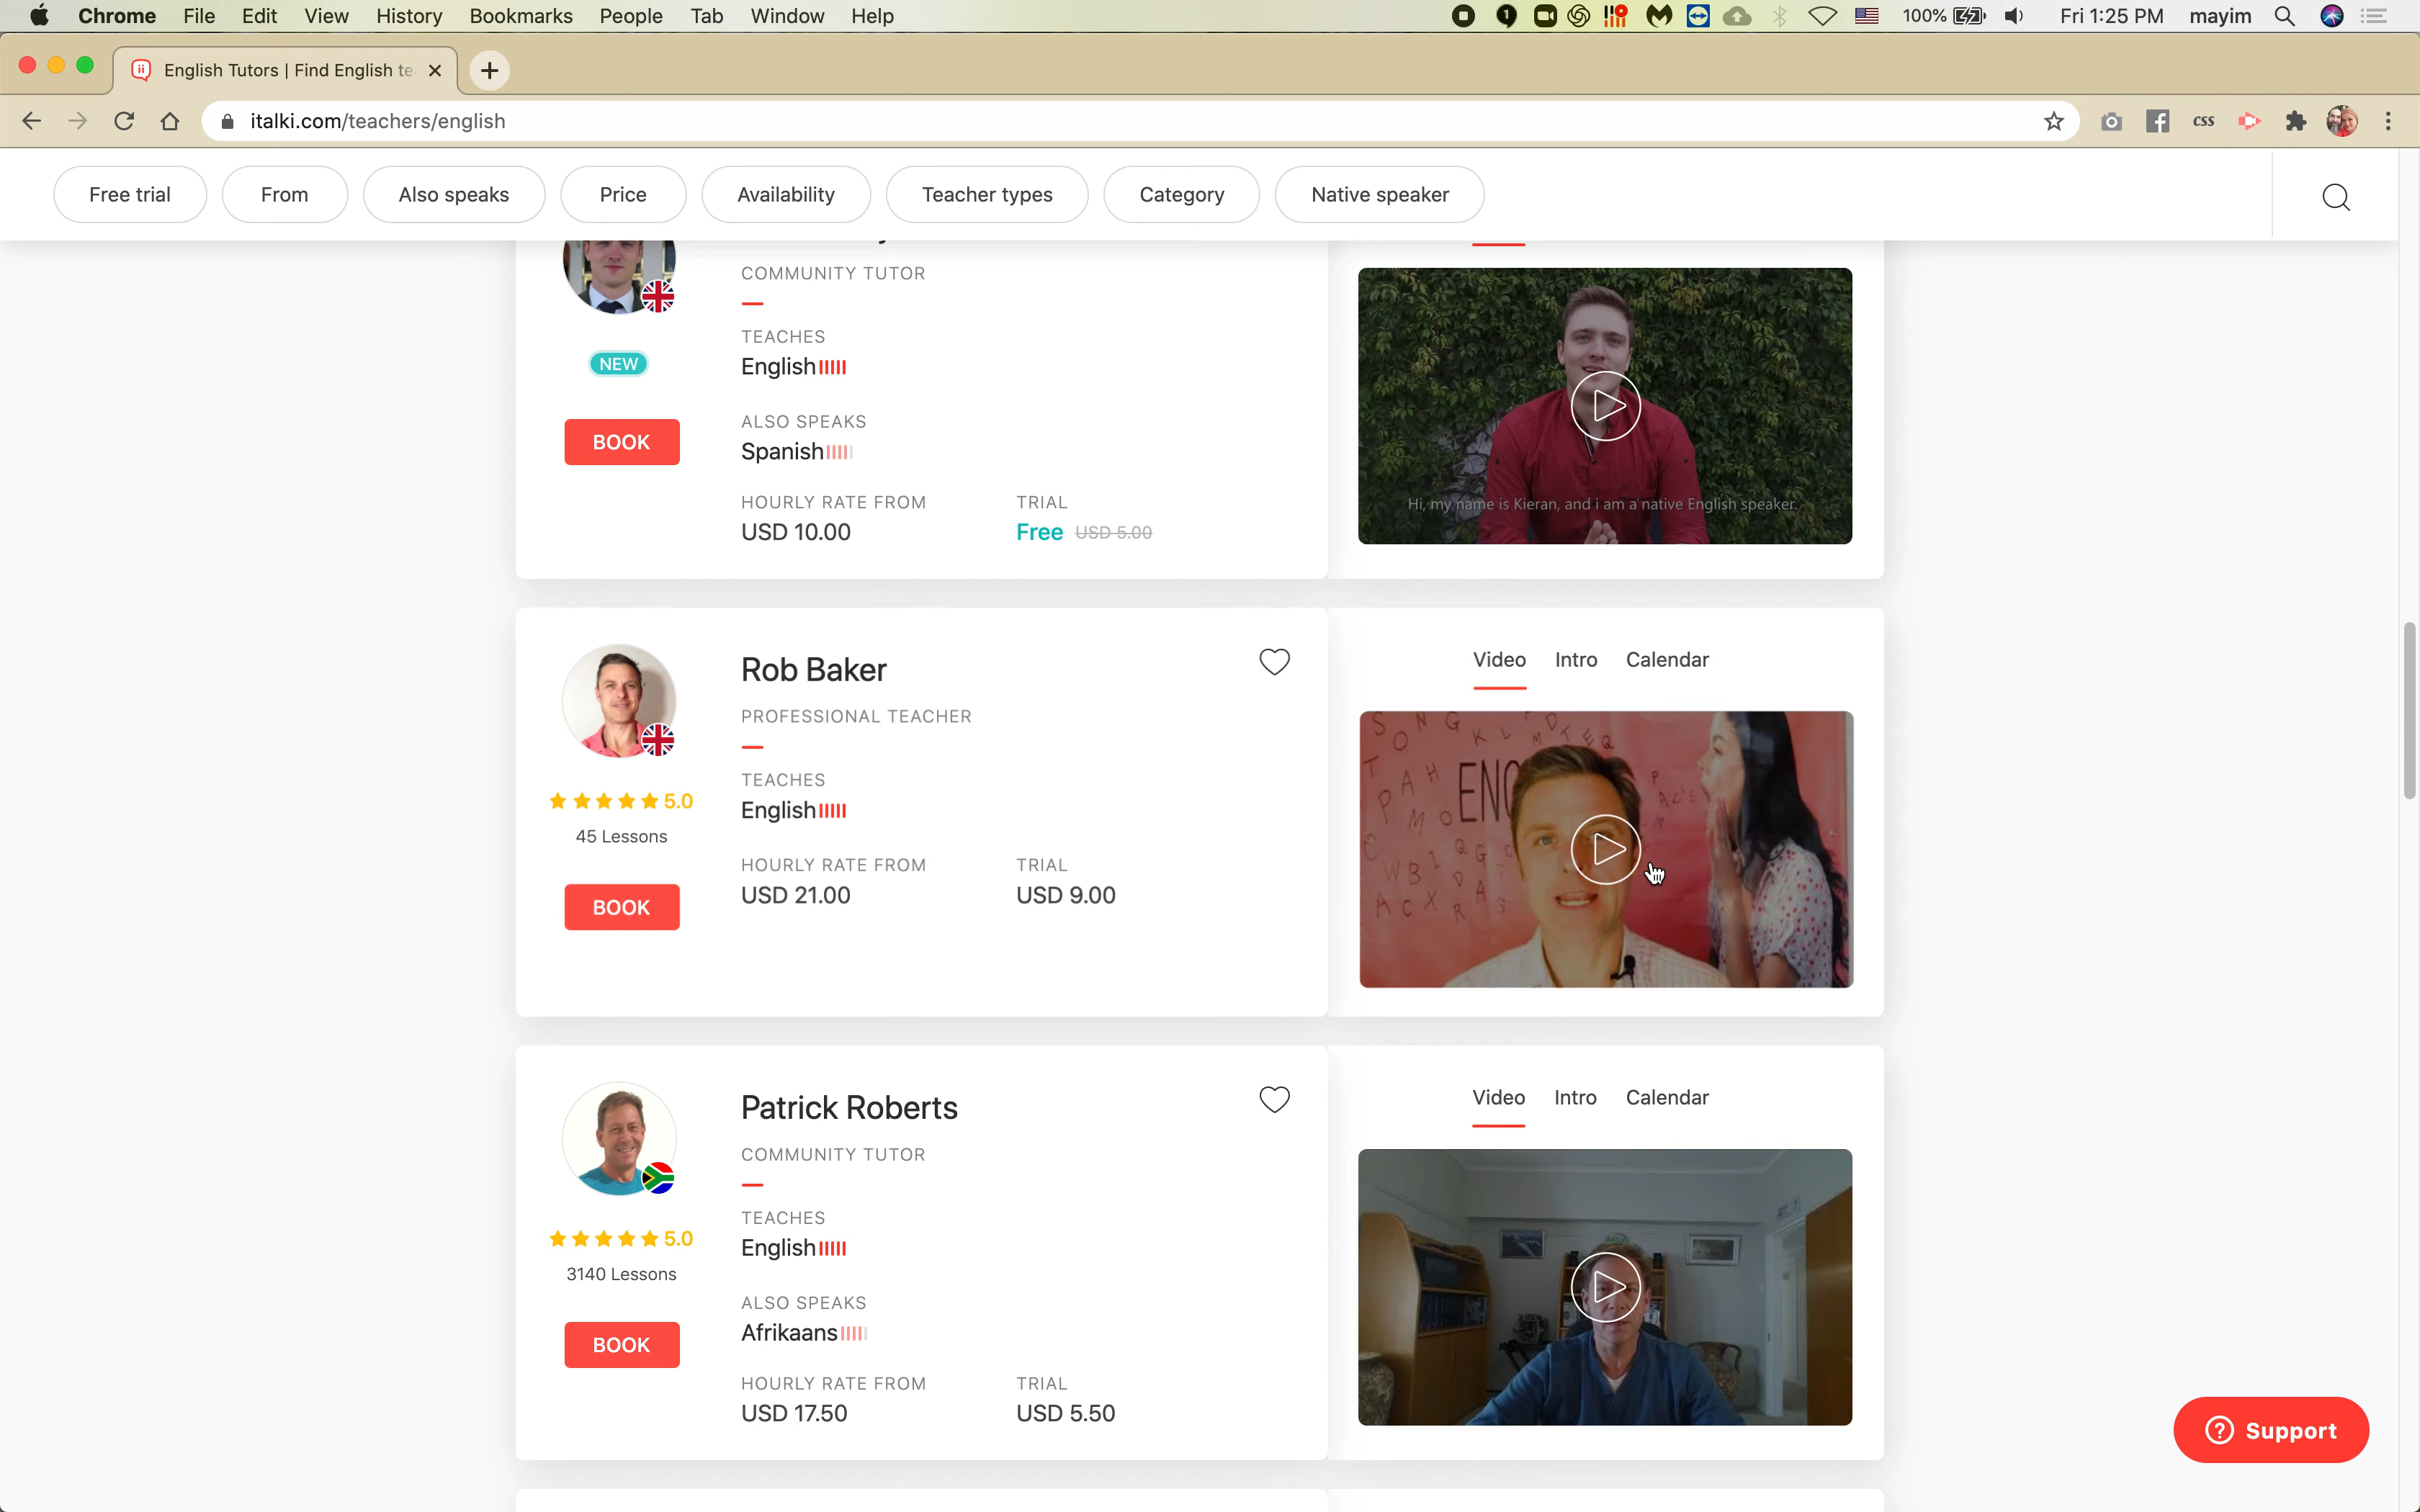 Chrome File Edit View History Bookmarks People Tab Window Help 100% Fri 1:25 PM mayim
English Tutors | Find English te
italki.com/teachers/english
css
Free trial From Also speaks Price Availability Teacher types Category Native speaker
COMMUNITY TUTOR
TEACHES
NEW
English
BOOK
ALSO SPEAKS
Spanish
HOURLY RATE FROM TRIAL
USD 10.00 Free USD 5.00
Hi, my name is Kieran, and i am a native English speaker.
Rob Baker
Video Intro Calendar
PROFESSIONAL TEACHER
TEACHES
English
5.0
45 Lessons
HOURLY RATE FROM TRIAL
USD 21.00 USD 9.00
BOOK
ENG
Patrick Roberts
Video Intro Calendar
COMMUNITY TUTOR
TEACHES
English
5.0
3140 Lessons
ALSO SPEAKS
Afrikaans
BOOK
HOURLY RATE FROM TRIAL
USD 17.50 USD 5.50
Support